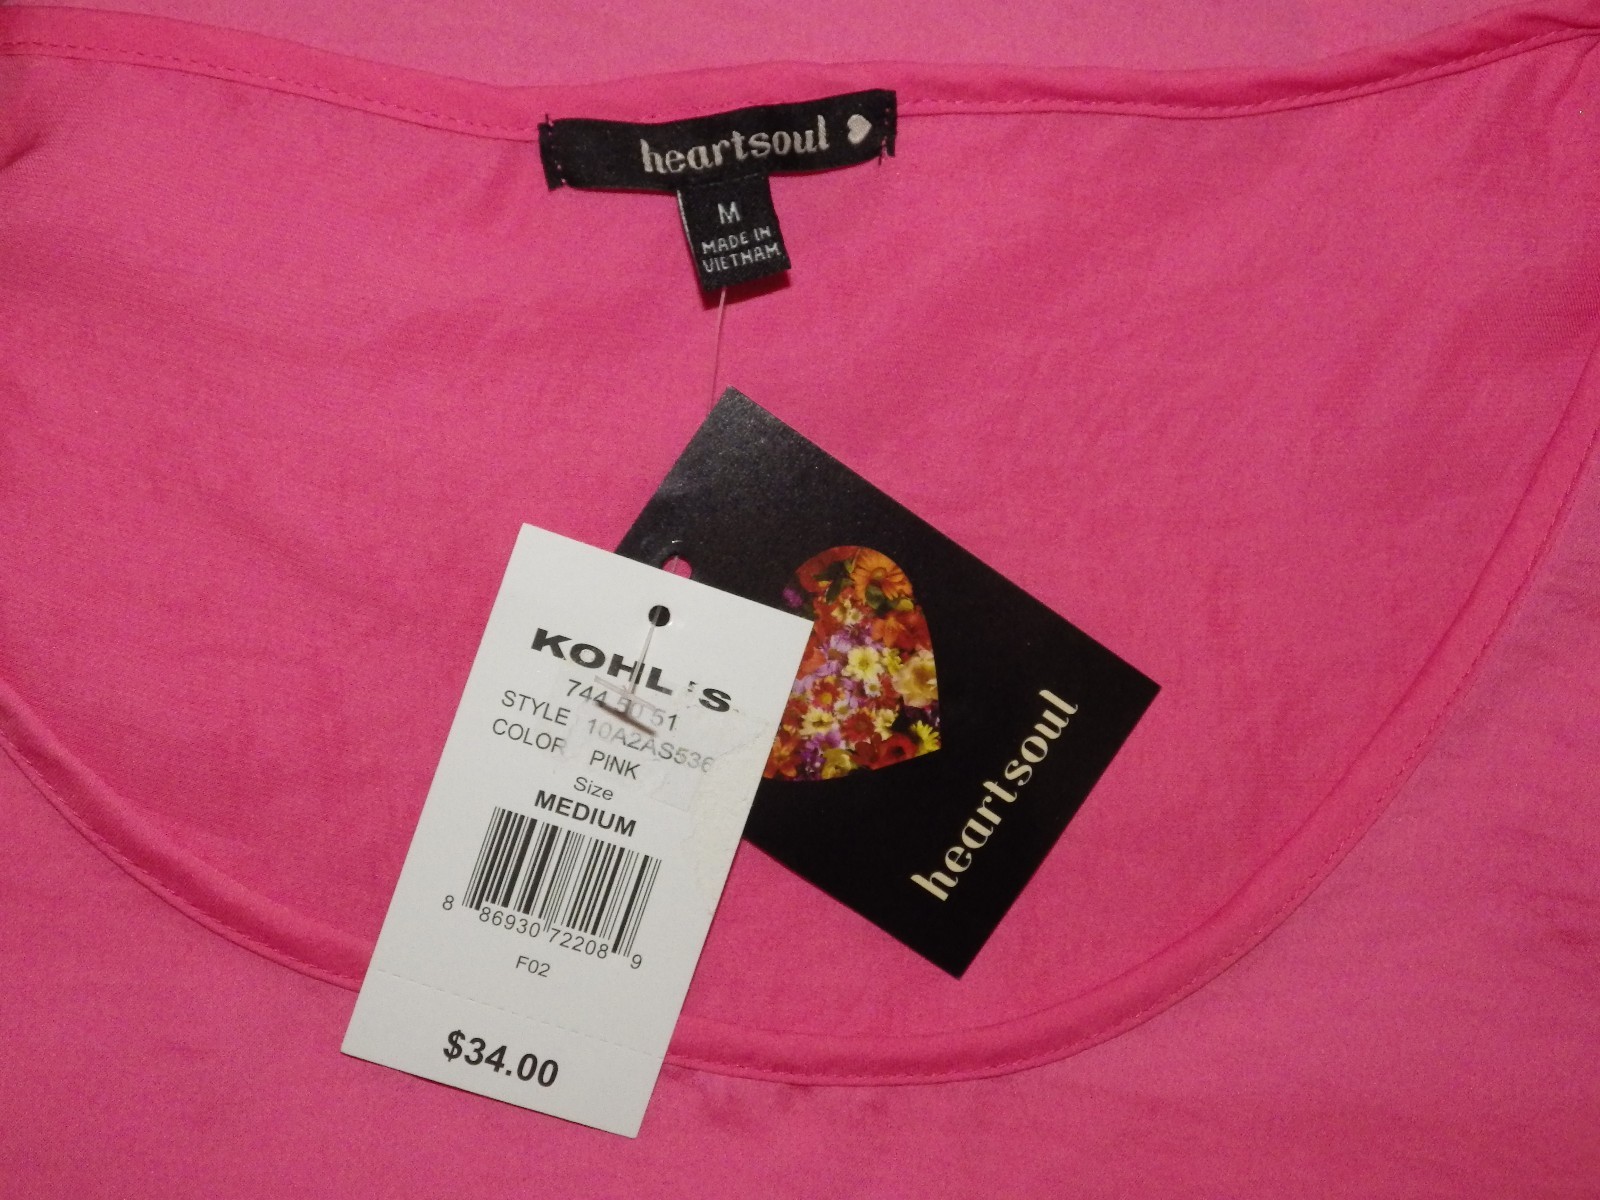 heartsoul
M
MADE IN
VIETNAM
KOHL'S
744 50 51
STYLE 10A2AS536
COLOR PINK
Size
MEDIUM
8 86930 72208 9
F02
$34.00
heartsoul